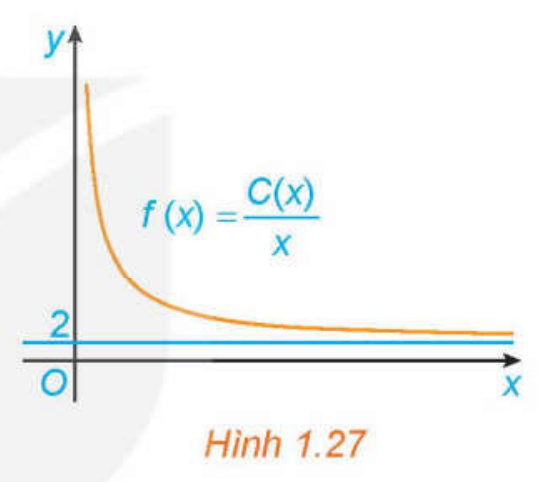 y
f (x) = C(x)/x
2
O
x
Hình 1.27